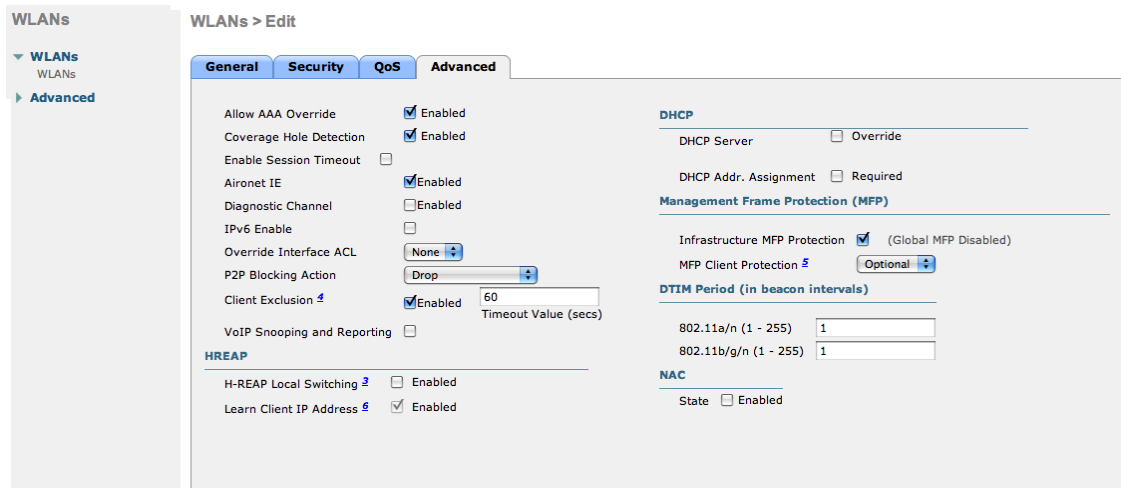 WLANs
WLANs
WLANs
Advanced
WLANs > Edit
General Security QoS Advanced
Allow AAA Override Enabled
Coverage Hole Detection Enabled
Enable Session Timeout
Aironet IE Enabled
Diagnostic Channel Enabled
IPv6 Enable
Override Interface ACL None
P2P Blocking Action Drop
Client Exclusion 4 Enabled 60
Timeout Value (secs)
VoIP Snooping and Reporting
HREAP
H-REAP Local Switching 3 Enabled
Learn Client IP Address 6 Enabled
DHCP
DHCP Server Override
DHCP Addr. Assignment Required
Management Frame Protection (MFP)
Infrastructure MFP Protection (Global MFP Disabled)
MFP Client Protection 5 Optional
DTIM Period (in beacon intervals)
802.11a/n (1 - 255) 1
802.11b/g/n (1 - 255) 1
NAC
State Enabled